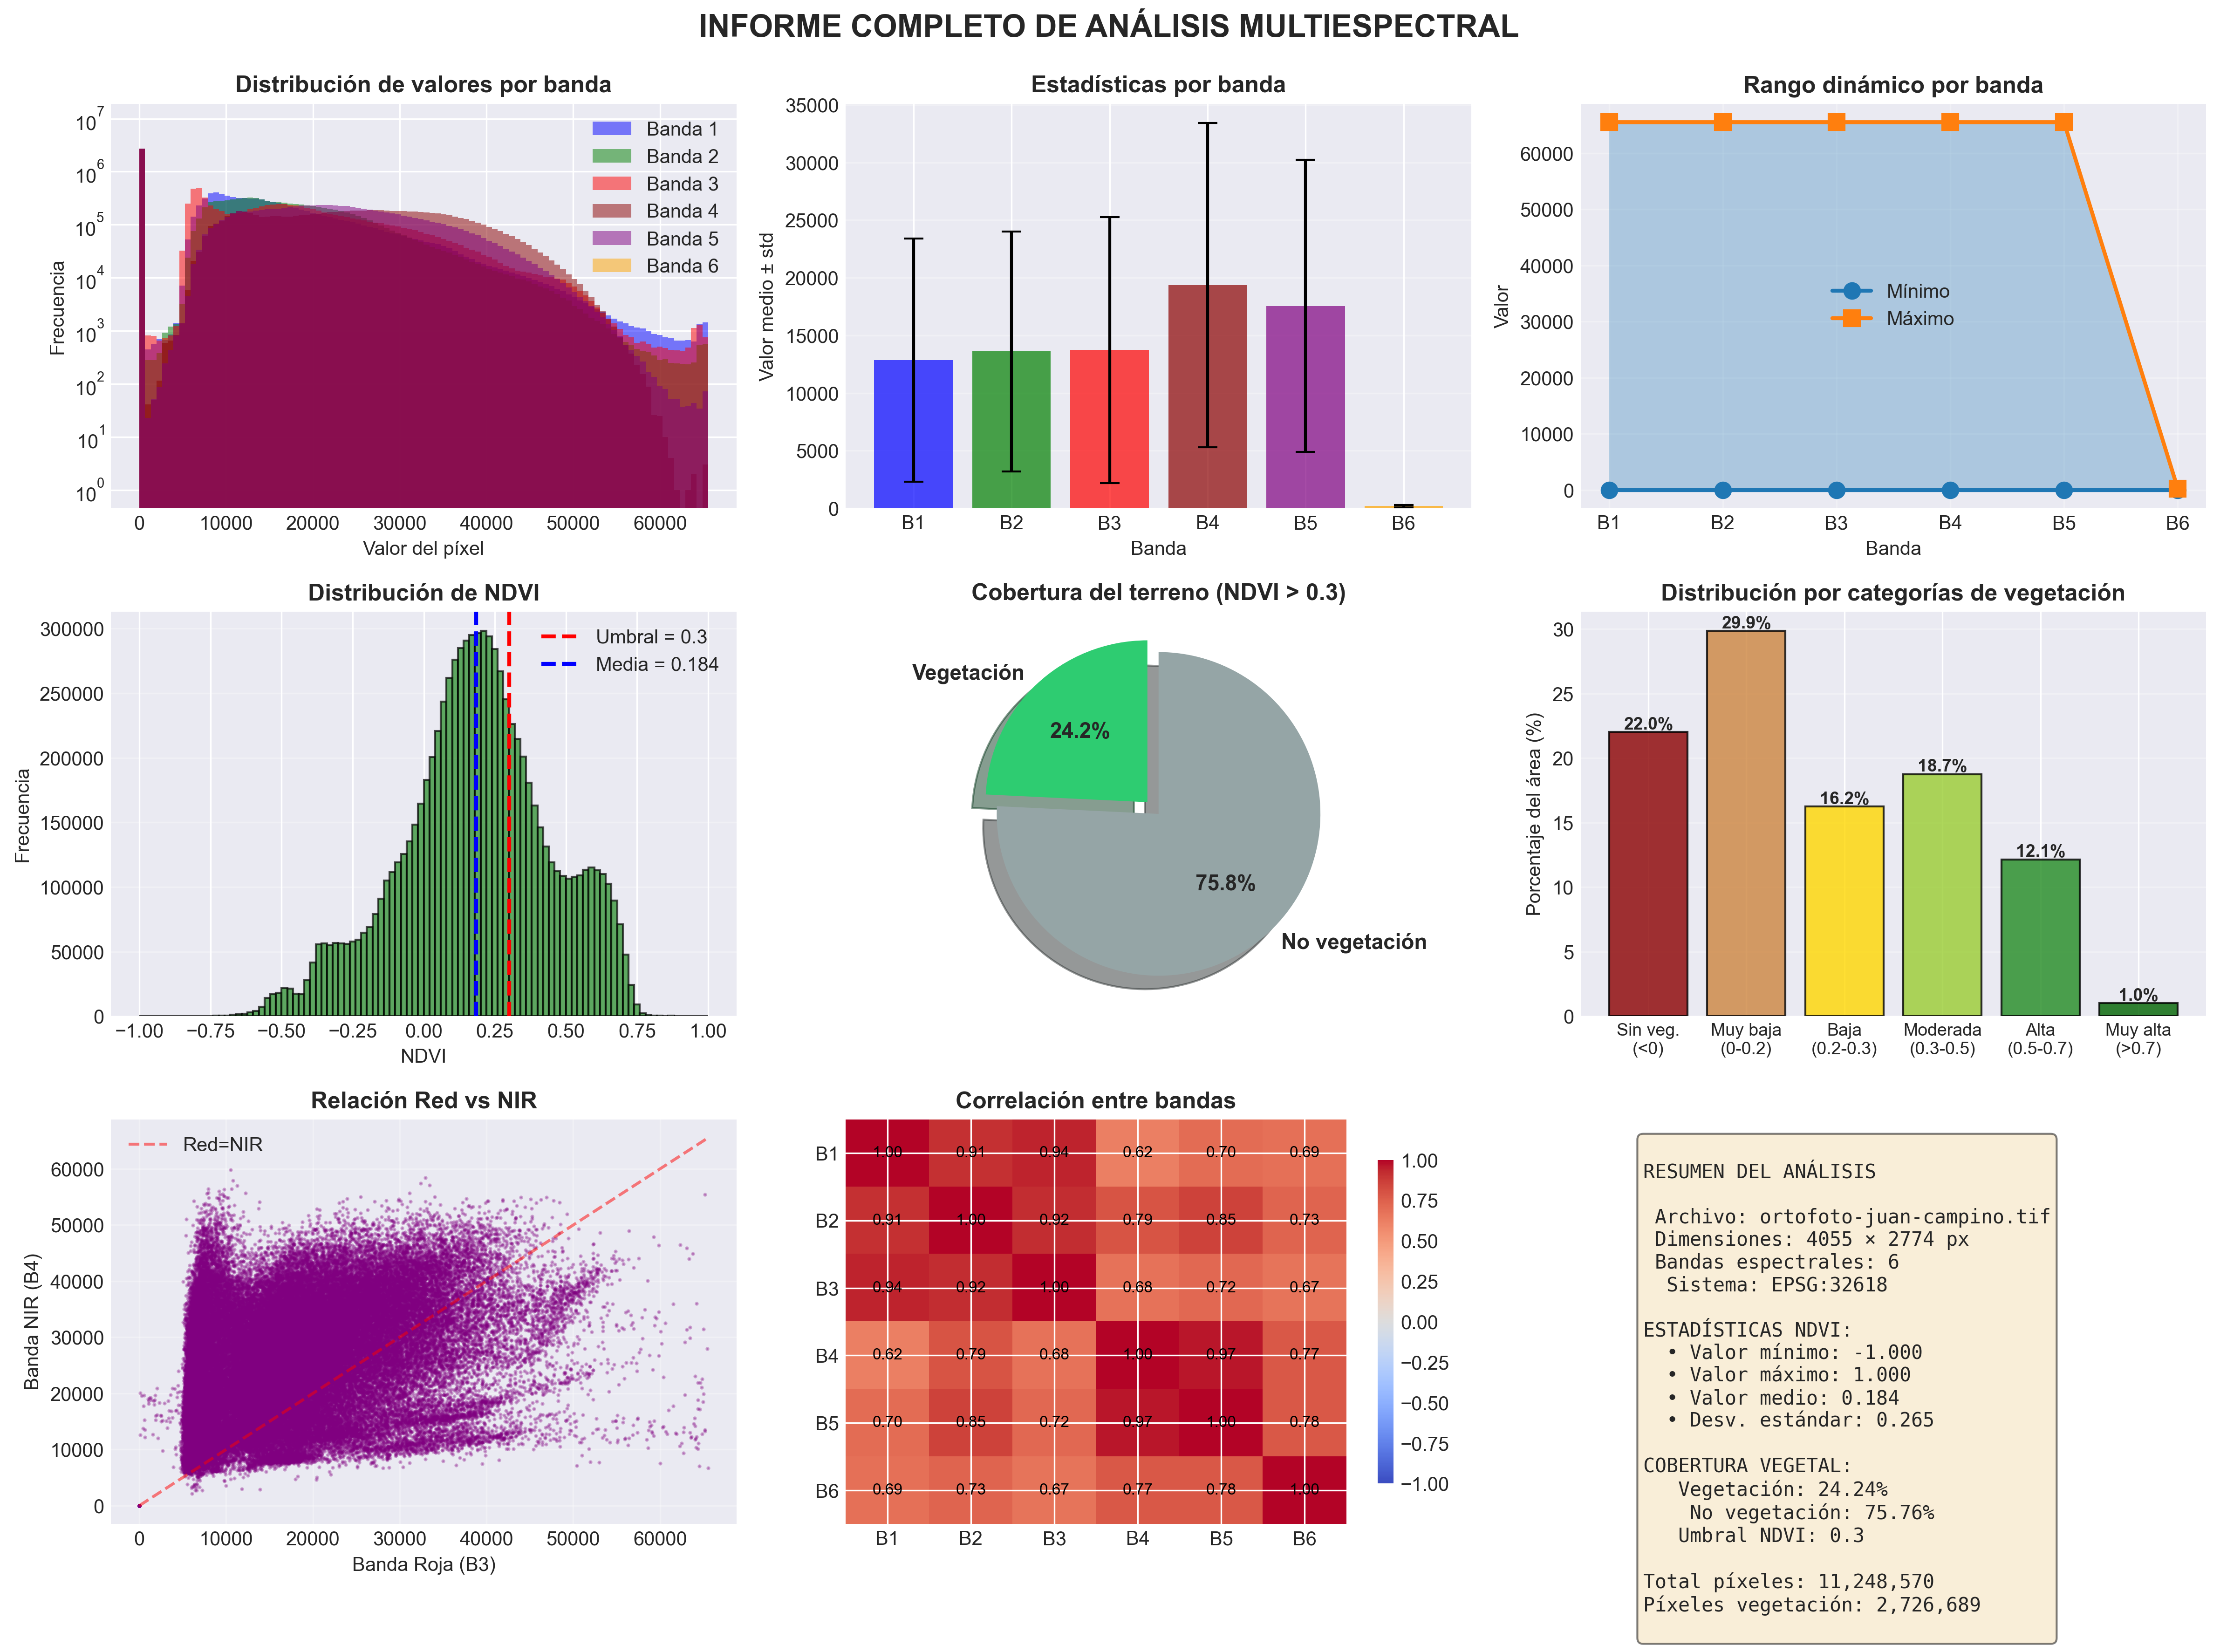 INFORME COMPLETO DE ANÁLISIS MULTIESPECTRAL
Distribución de valores por banda
10^7
10^6
10^5
10^4
10^3
10^2
10^1
10^0
Frecuencia
Banda 1
Banda 2
Banda 3
Banda 4
Banda 5
Banda 6
0 10000 20000 30000 40000 50000 60000
Valor del píxel
Estadísticas por banda
35000
30000
25000
20000
15000
10000
5000
0
Valor medio ± std
B1 B2 B3 B4 B5 B6
Banda
Rango dinámico por banda
60000
50000
40000
30000
20000
10000
0
Valor
Mínimo
Máximo
B1 B2 B3 B4 B5 B6
Banda
Distribución de NDVI
300000
250000
200000
150000
100000
50000
0
Frecuencia
Umbral = 0.3
Media = 0.184
−1.00 −0.75 −0.50 −0.25 0.00 0.25 0.50 0.75 1.00
NDVI
Cobertura del terreno (NDVI > 0.3)
Vegetación
24.2%
75.8%
No vegetación
Distribución por categorías de vegetación
30
25
20
15
10
5
0
Porcentaje del área (%)
22.0%
29.9%
16.2%
18.7%
12.1%
1.0%
Sin veg. Muy baja Baja Moderada Alta Muy alta
(<0) (0-0.2) (0.2-0.3) (0.3-0.5) (0.5-0.7) (>0.7)
Relación Red vs NIR
Red=NIR
60000
50000
40000
30000
20000
10000
0
Banda NIR (B4)
0 10000 20000 30000 40000 50000 60000
Banda Roja (B3)
Correlación entre bandas
B1 1.00 0.91 0.94 0.62 0.70 0.69
B2 0.91 1.00 0.92 0.79 0.85 0.73
B3 0.94 0.92 1.00 0.68 0.72 0.67
B4 0.62 0.79 0.68 1.00 0.97 0.77
B5 0.70 0.85 0.72 0.97 1.00 0.78
B6 0.69 0.73 0.67 0.77 0.78 1.00
B1 B2 B3 B4 B5 B6
1.00
0.75
0.50
0.25
0.00
−0.25
−0.50
−0.75
−1.00
RESUMEN DEL ANÁLISIS
Archivo: ortofoto-juan-campino.tif
Dimensiones: 4055 × 2774 px
Bandas espectrales: 6
Sistema: EPSG:32618
ESTADÍSTICAS NDVI:
• Valor mínimo: -1.000
• Valor máximo: 1.000
• Valor medio: 0.184
• Desv. estándar: 0.265
COBERTURA VEGETAL:
Vegetación: 24.24%
No vegetación: 75.76%
Umbral NDVI: 0.3
Total píxeles: 11,248,570
Píxeles vegetación: 2,726,689